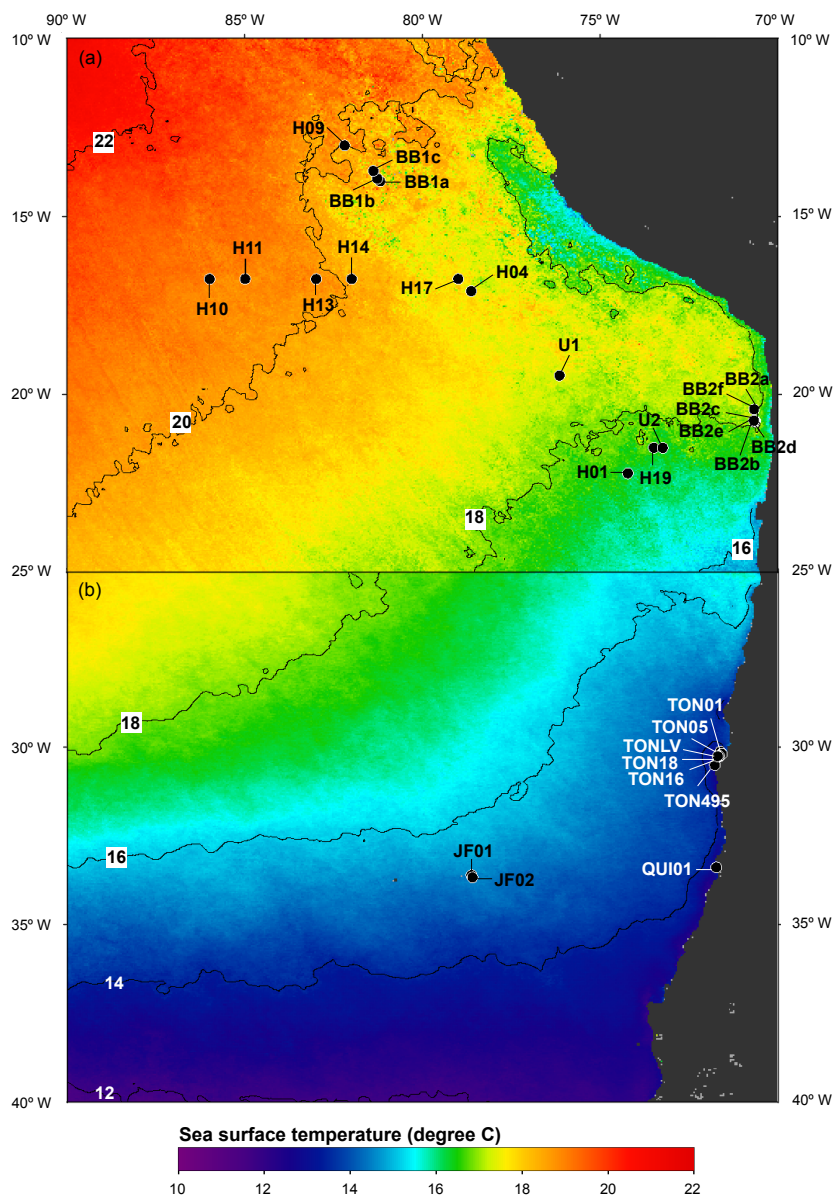 90º W 85º W 80º W 75º W 70º W
10º W 10º W
(a)
22
H09
BB1c
BB1a
BB1b
15º W 15º W
H11
H14
H10
H13
H17
H04
U1
20º W 20º W
20
BB2a
BB2f
BB2c
BB2e
BB2d
BB2b
U2
H19
H01
18
16
25º W 25º W
(b)
18
TON01
TON05
TONLV
TON18
TON16
TON495
30º W 30º W
16
JF01
JF02
QUI01
35º W 35º W
14
12
40º W 40º W
Sea surface temperature (degree C)
10 12 14 16 18 20 22